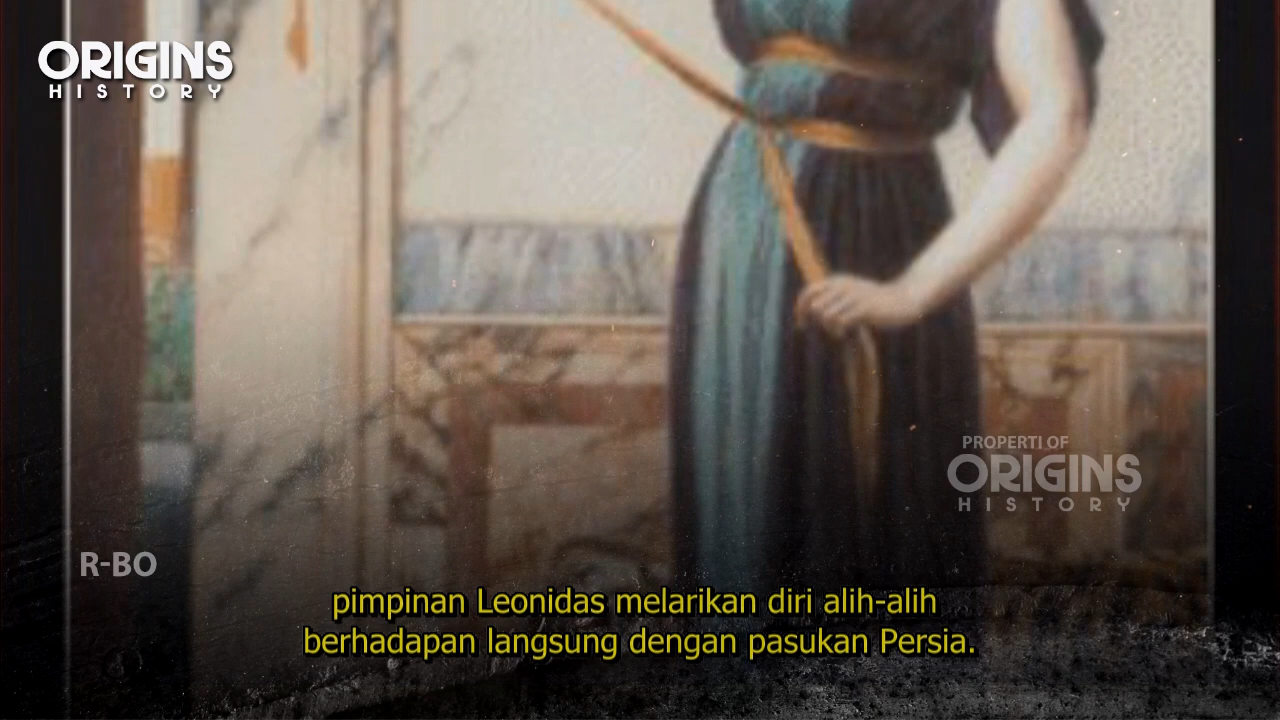 ORIGINS
HISTORY
PROPERTI OF
ORIGINS
HISTORY
R-BO
pimpinan Leonidas melarikan diri alih-alih
berhadapan langsung dengan pasukan Persia.